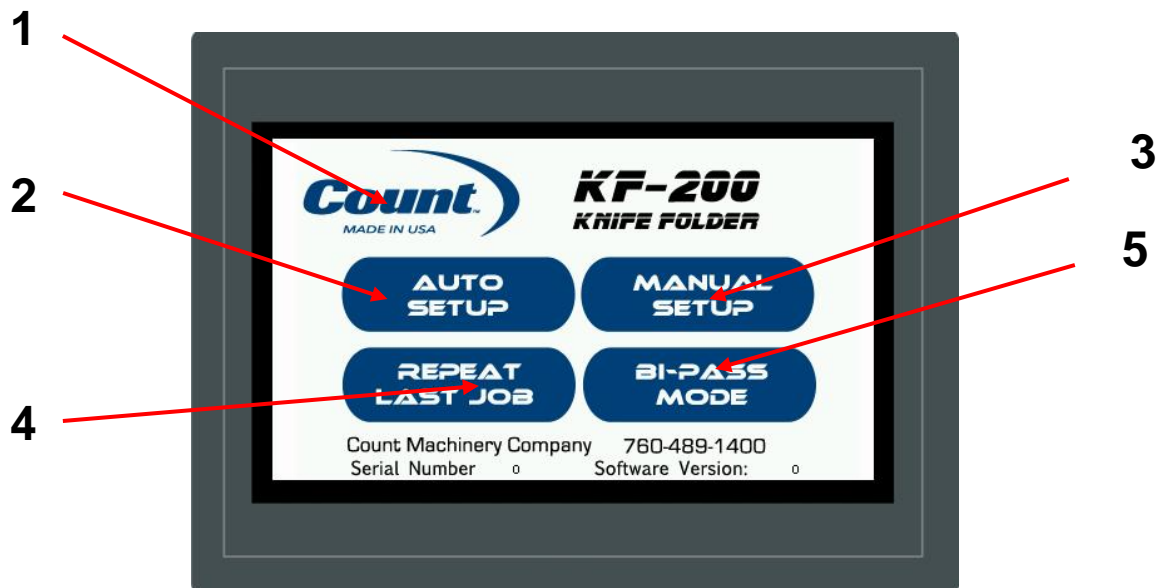 1
Count™
MADE IN USA
KF-200
KNIFE FOLDER
3
2
5
AUTO
SETUP
MANUAL
SETUP
REPEAT
LAST JOB
BI-PASS
MODE
4
Count Machinery Company 760-489-1400
Serial Number 0 Software Version: 0